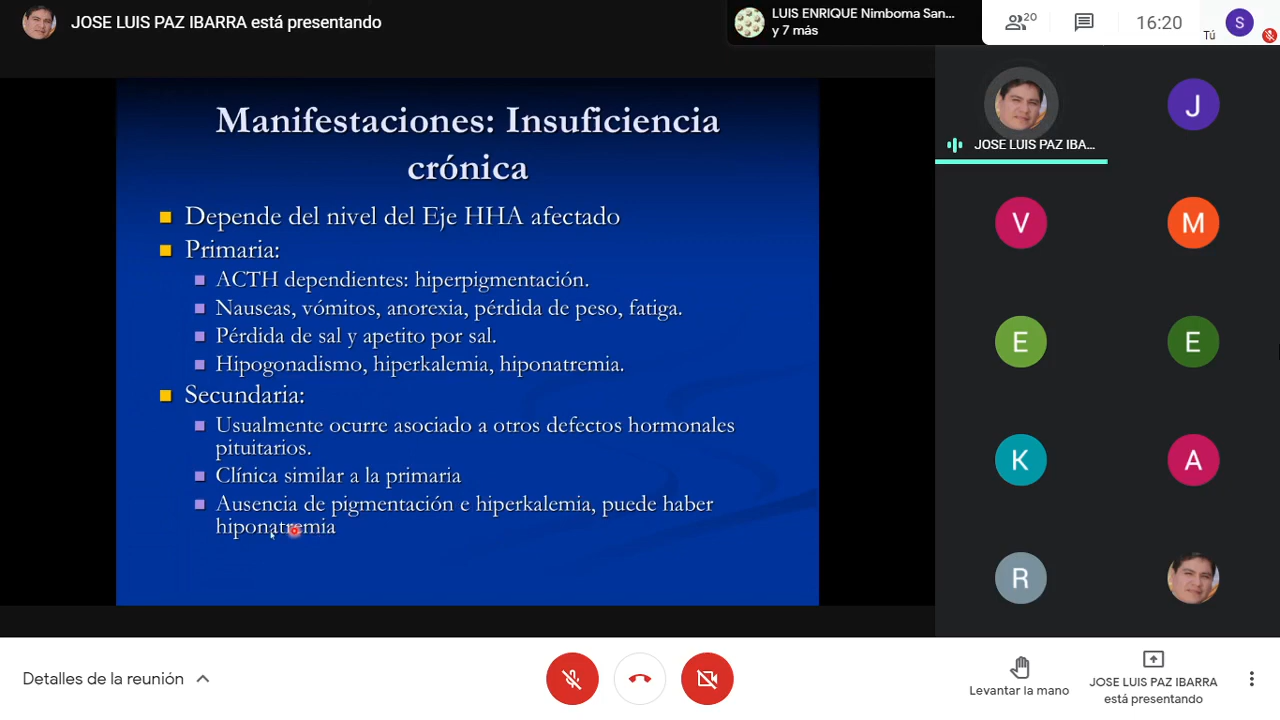 JOSE LUIS PAZ IBARRA está presentando
LUIS ENRIQUE Nimboma San...
y 7 más
20
16:20
Tú
S
Manifestaciones: Insuficiencia
crónica
Depende del nivel del Eje HHA afectado
Primaria:
ACTH dependientes: hiperpigmentación.
Nauseas, vómitos, anorexia, pérdida de peso, fatiga.
Pérdida de sal y apetito por sal.
Hipogonadismo, hiperkalemia, hiponatremia.
Secundaria:
Usualmente ocurre asociado a otros defectos hormonales
pituitarios.
Clínica similar a la primaria
Ausencia de pigmentación e hiperkalemia, puede haber
hiponatremia
JOSE LUIS PAZ IBA...
J
V
M
E
E
K
A
R
Detalles de la reunión
Levantar la mano
JOSE LUIS PAZ IBARRA
está presentando